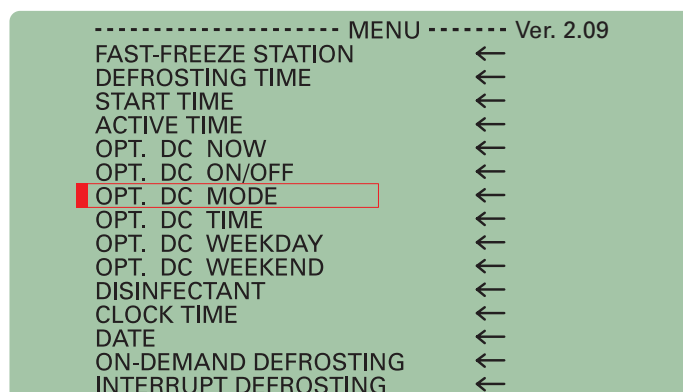 --------------------- MENU ------- Ver. 2.09
FAST-FREEZE STATION ←
DEFROSTING TIME ←
START TIME ←
ACTIVE TIME ←
OPT. DC NOW ←
OPT. DC ON/OFF ←
OPT. DC MODE ←
OPT. DC TIME ←
OPT. DC WEEKDAY ←
OPT. DC WEEKEND ←
DISINFECTANT ←
CLOCK TIME ←
DATE ←
ON-DEMAND DEFROSTING ←
INTERRUPT DEFROSTING ←